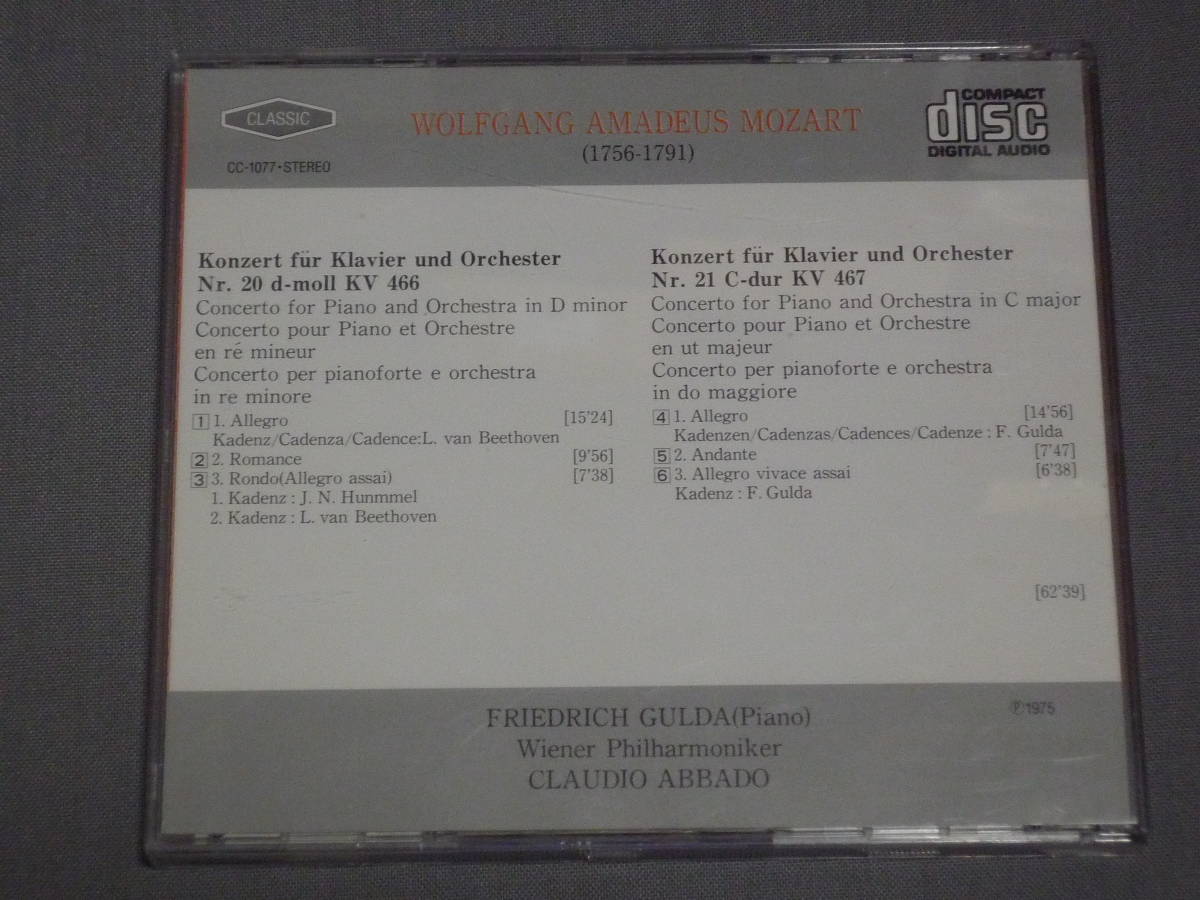 CLASSIC
CC-1077・STEREO
WOLFGANG AMADEUS MOZART
(1756-1791)
COMPACT
disc
DIGITAL AUDIO
Konzert für Klavier und Orchester
Nr. 20 d-moll KV 466
Concerto for Piano and Orchestra in D minor
Concerto pour Piano et Orchestre
en ré mineur
Concerto per pianoforte e orchestra
in re minore
1 1. Allegro [15'24]
Kadenz/Cadenza/Cadence:L. van Beethoven
2 2. Romance [9'56]
3 3. Rondo(Allegro assai) [7'38]
1. Kadenz : J. N. Hunmmel
2. Kadenz : L. van Beethoven
Konzert für Klavier und Orchester
Nr. 21 C-dur KV 467
Concerto for Piano and Orchestra in C major
Concerto pour Piano et Orchestre
en ut majeur
Concerto per pianoforte e orchestra
in do maggiore
4 1. Allegro [14'56]
Kadenzen/Cadenzas/Cadences/Cadenze : F. Gulda
5 2. Andante [7'47]
6 3. Allegro vivace assai [6'38]
Kadenz : F. Gulda
[62'39]
FRIEDRICH GULDA(Piano)
Wiener Philharmoniker
CLAUDIO ABBADO
℗1975